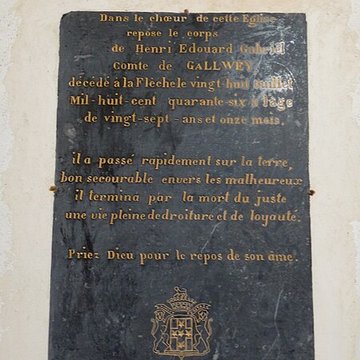 Dans le chœur de cette Eglise
repose le corps
de Henri Edouard Gabriel
Comte de GALLWEY
décédé à la Flêche le vingt-huit juillet
Mil-huit-cent quarante-six à l'age
de vingt-sept-ans et onze mois.
il a passé rapidement sur la terre,
bon secourable envers les malheureux
il termina par la mort du juste
une vie pleine de droiture et de loyauté.
Priez Dieu pour le repos de son âme.